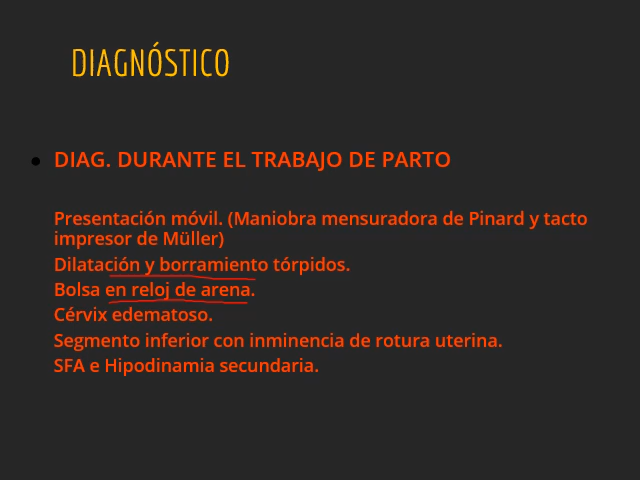 DIAGNÓSTICO
● DIAG. DURANTE EL TRABAJO DE PARTO
Presentación móvil. (Maniobra mensuradora de Pinard y tacto
impresor de Müller)
Dilatación y borramiento tórpidos.
Bolsa en reloj de arena.
Cérvix edematoso.
Segmento inferior con inminencia de rotura uterina.
SFA e Hipodinamia secundaria.